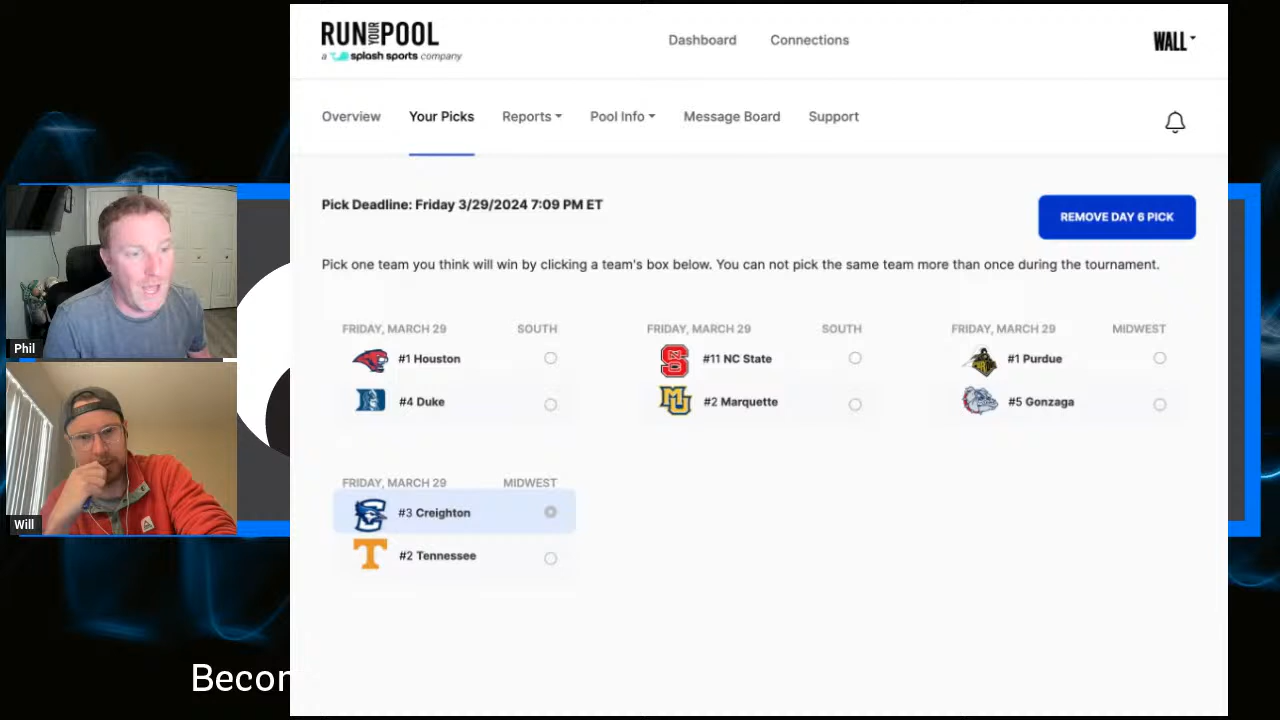 RUN YOUR POOL
a splash sports company
Dashboard
Connections
WALL
Overview
Your Picks
Reports
Pool Info
Message Board
Support
Pick Deadline: Friday 3/29/2024 7:09 PM ET
REMOVE DAY 6 PICK
Pick one team you think will win by clicking a team's box below. You can not pick the same team more than once during the tournament.
FRIDAY, MARCH 29 SOUTH
#1 Houston
#4 Duke
FRIDAY, MARCH 29 SOUTH
#11 NC State
#2 Marquette
FRIDAY, MARCH 29 MIDWEST
#1 Purdue
#5 Gonzaga
FRIDAY, MARCH 29 MIDWEST
#3 Creighton
#2 Tennessee
Phil
Will
Becon